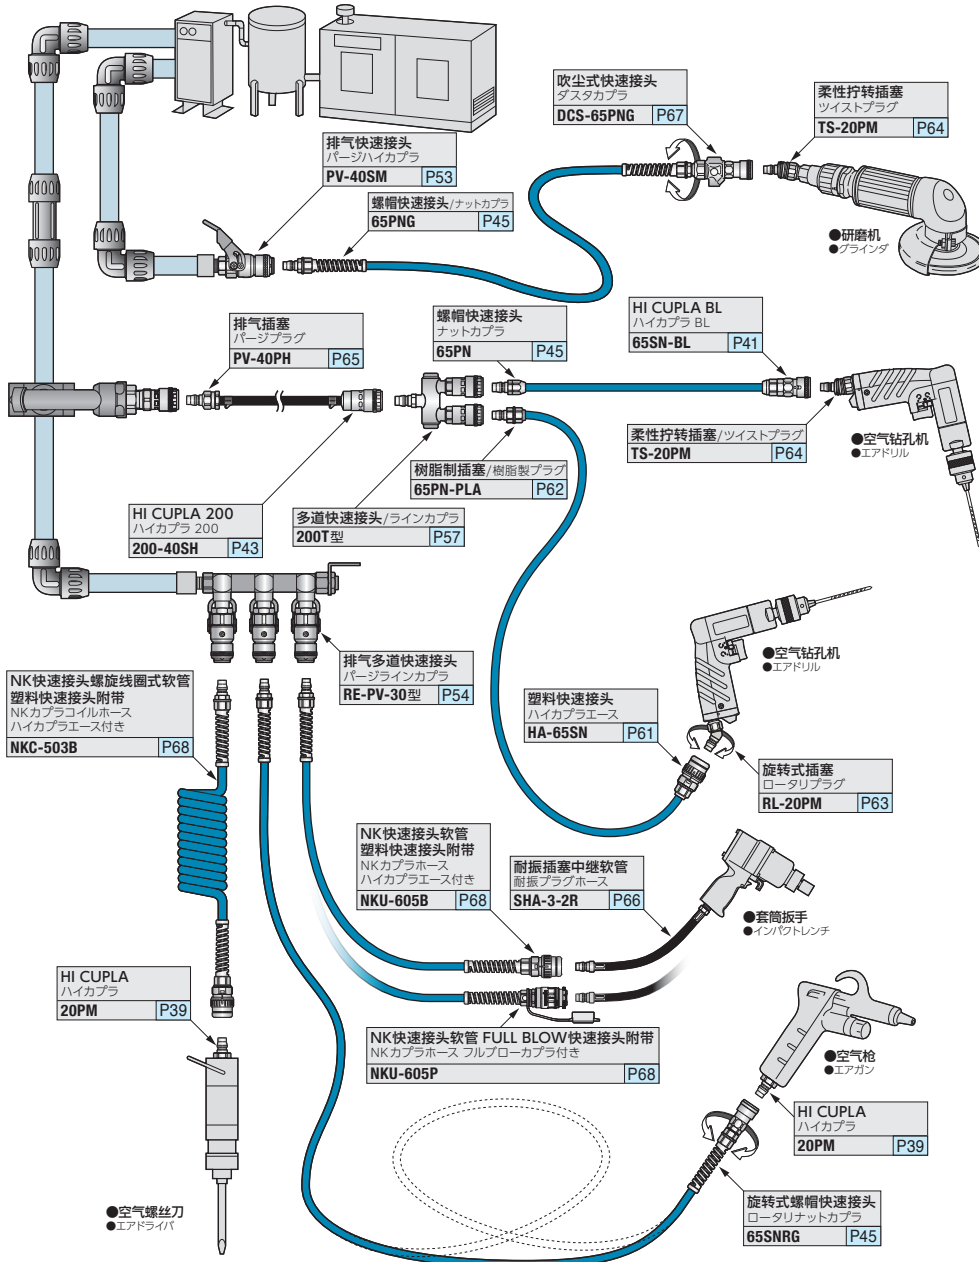 吹尘式快速接头
ダスタカプラ
DCS-65PNG P67
柔性拧转插塞
ツイストプラグ
TS-20PM P64
排气快速接头
パージハイカプラ
PV-40SM P53
螺帽快速接头/ナットカプラ
65PNG P45
●研磨机
●グラインダ
排气插塞
パージプラグ
PV-40PH P65
螺帽快速接头
ナットカプラ
65PN P45
HI CUPLA BL
ハイカプラ BL
65SN-BL P41
柔性拧转插塞/ツイストプラグ
TS-20PM P64
●空气钻孔机
●エアドリル
树脂制插塞/樹脂製プラグ
65PN-PLA P62
HI CUPLA 200
ハイカプラ 200
200-40SH P43
多道快速接头/ラインカプラ
200T型 P57
排气多道快速接头
パージラインカプラ
RE-PV-30型 P54
●空气钻孔机
●エアドリル
NK快速接头螺旋线圈式软管
塑料快速接头附带
NKカプラコイルホース
ハイカプラエース付き
NKC-503B P68
塑料快速接头
ハイカプラエース
HA-65SN P61
旋转式插塞
ロータリプラグ
RL-20PM P63
NK快速接头软管
塑料快速接头附带
NKカプラホース
ハイカプラエース付き
NKU-605B P68
耐振插塞中继软管
耐振プラグホース
SHA-3-2R P66
●套筒扳手
●インパクトレンチ
HI CUPLA
ハイカプラ
20PM P39
NK快速接头软管 FULL BLOW快速接头附带
NKカプラホース フルブローカプラ付き
NKU-605P P68
●空气枪
●エアガン
HI CUPLA
ハイカプラ
20PM P39
●空气螺丝刀
●エアドライバ
旋转式螺帽快速接头
ロータリナットカプラ
65SNRG P45